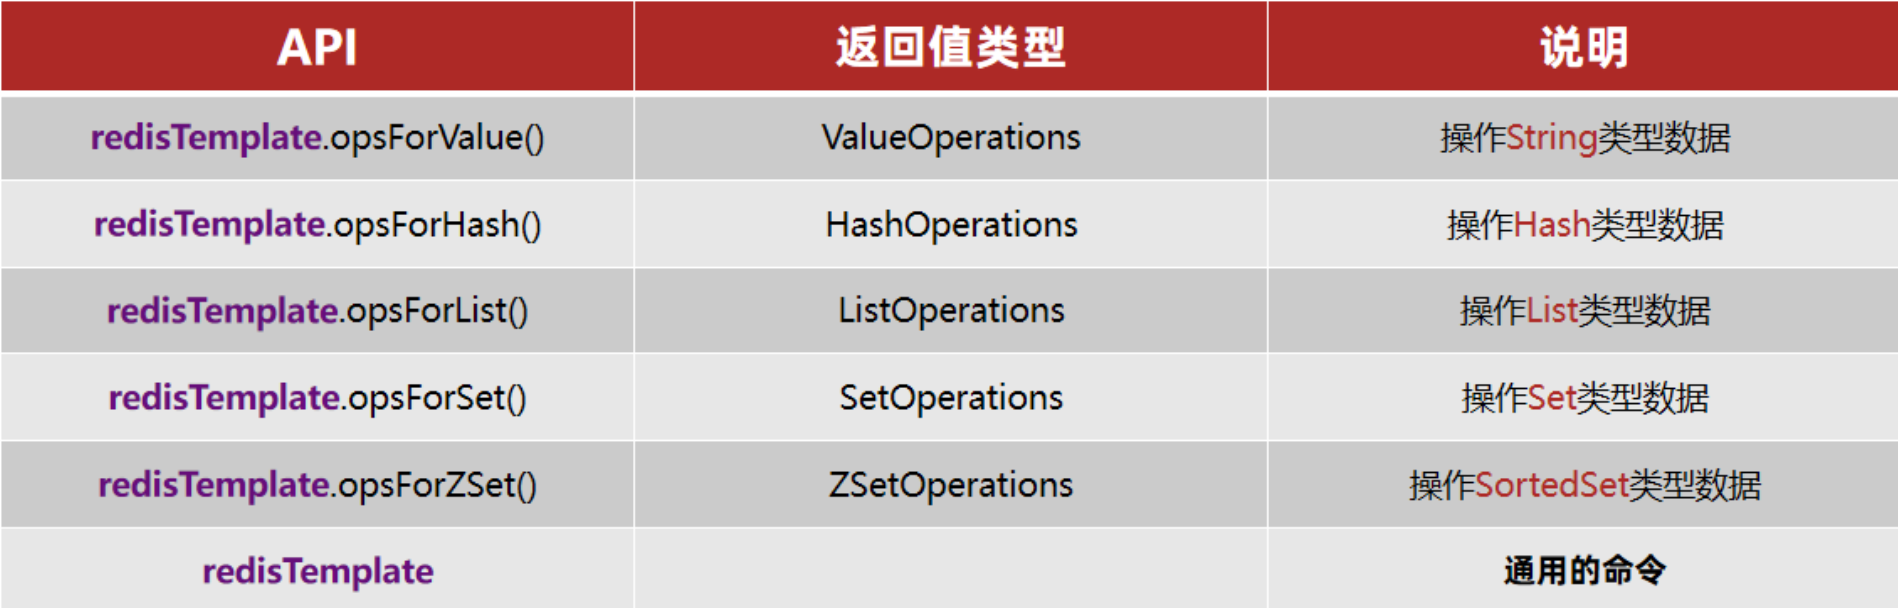 API 返回值类型 说明
redisTemplate.opsForValue() ValueOperations 操作String类型数据
redisTemplate.opsForHash() HashOperations 操作Hash类型数据
redisTemplate.opsForList() ListOperations 操作List类型数据
redisTemplate.opsForSet() SetOperations 操作Set类型数据
redisTemplate.opsForZSet() ZSetOperations 操作SortedSet类型数据
redisTemplate 通用的命令